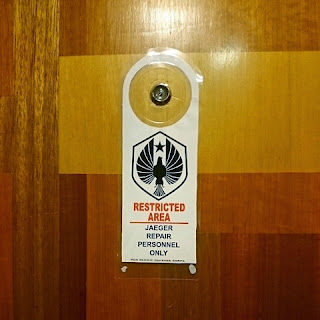 RESTRICTED
AREA
JAEGER
REPAIR
PERSONNEL
ONLY